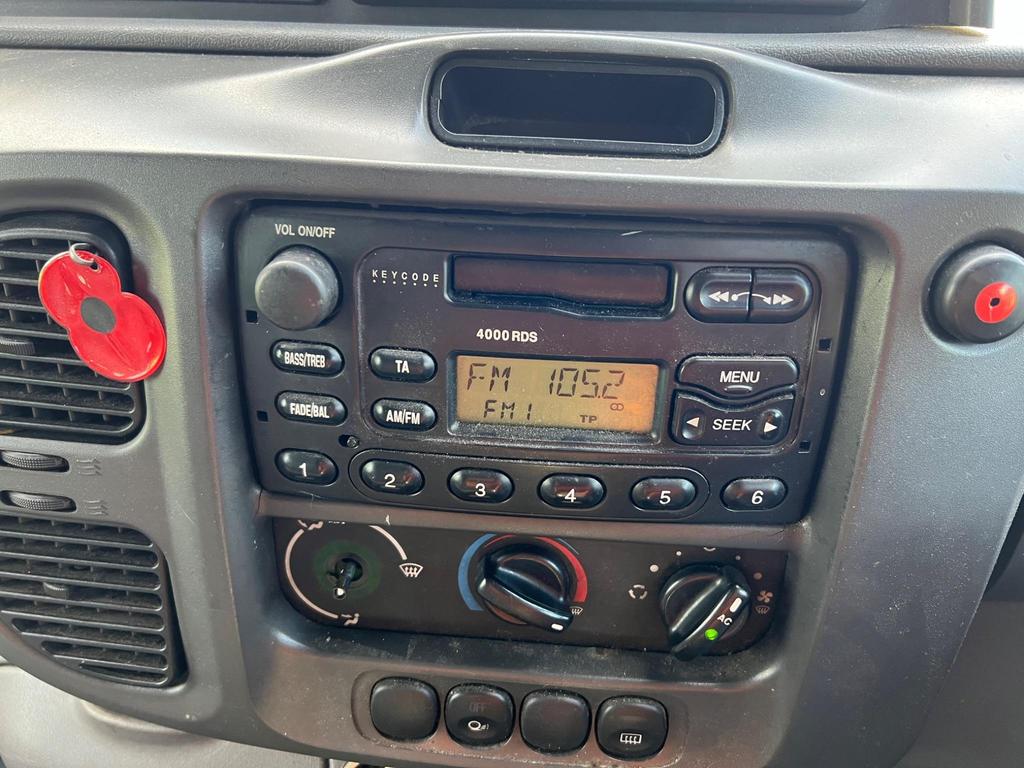 VOL ON/OFF
KEYCODE
4000 RDS
BASS/TREB
TA
FM 105.2
MENU
FADE/BAL
AM/FM
FM1
TP
CD
SEEK
1 2 3 4 5 6
AC
OFF